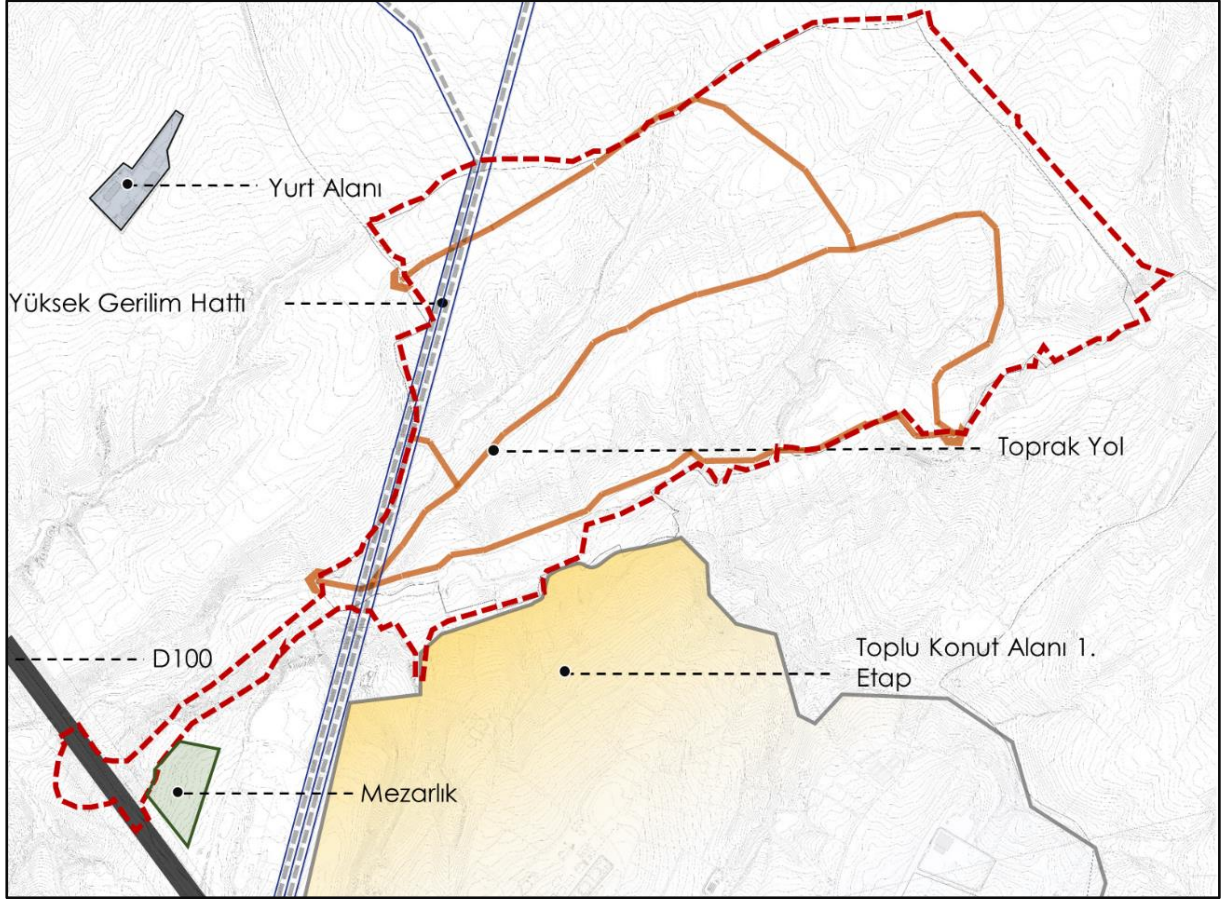 Yurt Alanı
Yüksek Gerilim Hattı
Toprak Yol
D100
Toplu Konut Alanı 1.
Etap
Mezarlık